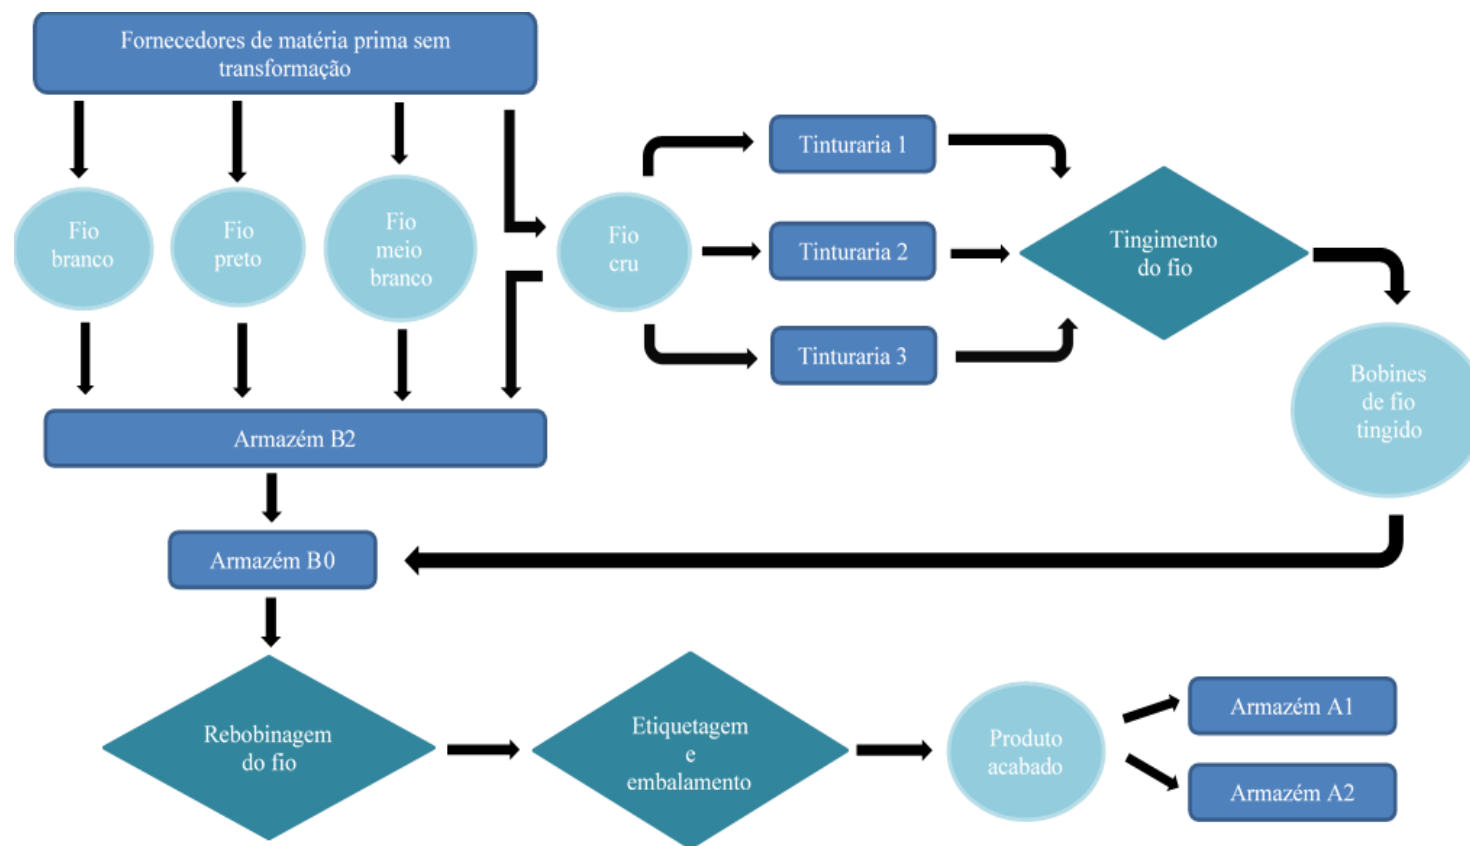 Fornecedores de matéria prima sem
transformação
Fio
branco
Fio
preto
Fio
meio
branco
Fio
cru
Tinturaria 1
Tinturaria 2
Tinturaria 3
Tingimento
do fio
Bobines
de fio
tingido
Armazém B2
Armazém B0
Rebobinagem
do fio
Etiquetagem
e
embalamento
Produto
acabado
Armazém A1
Armazém A2